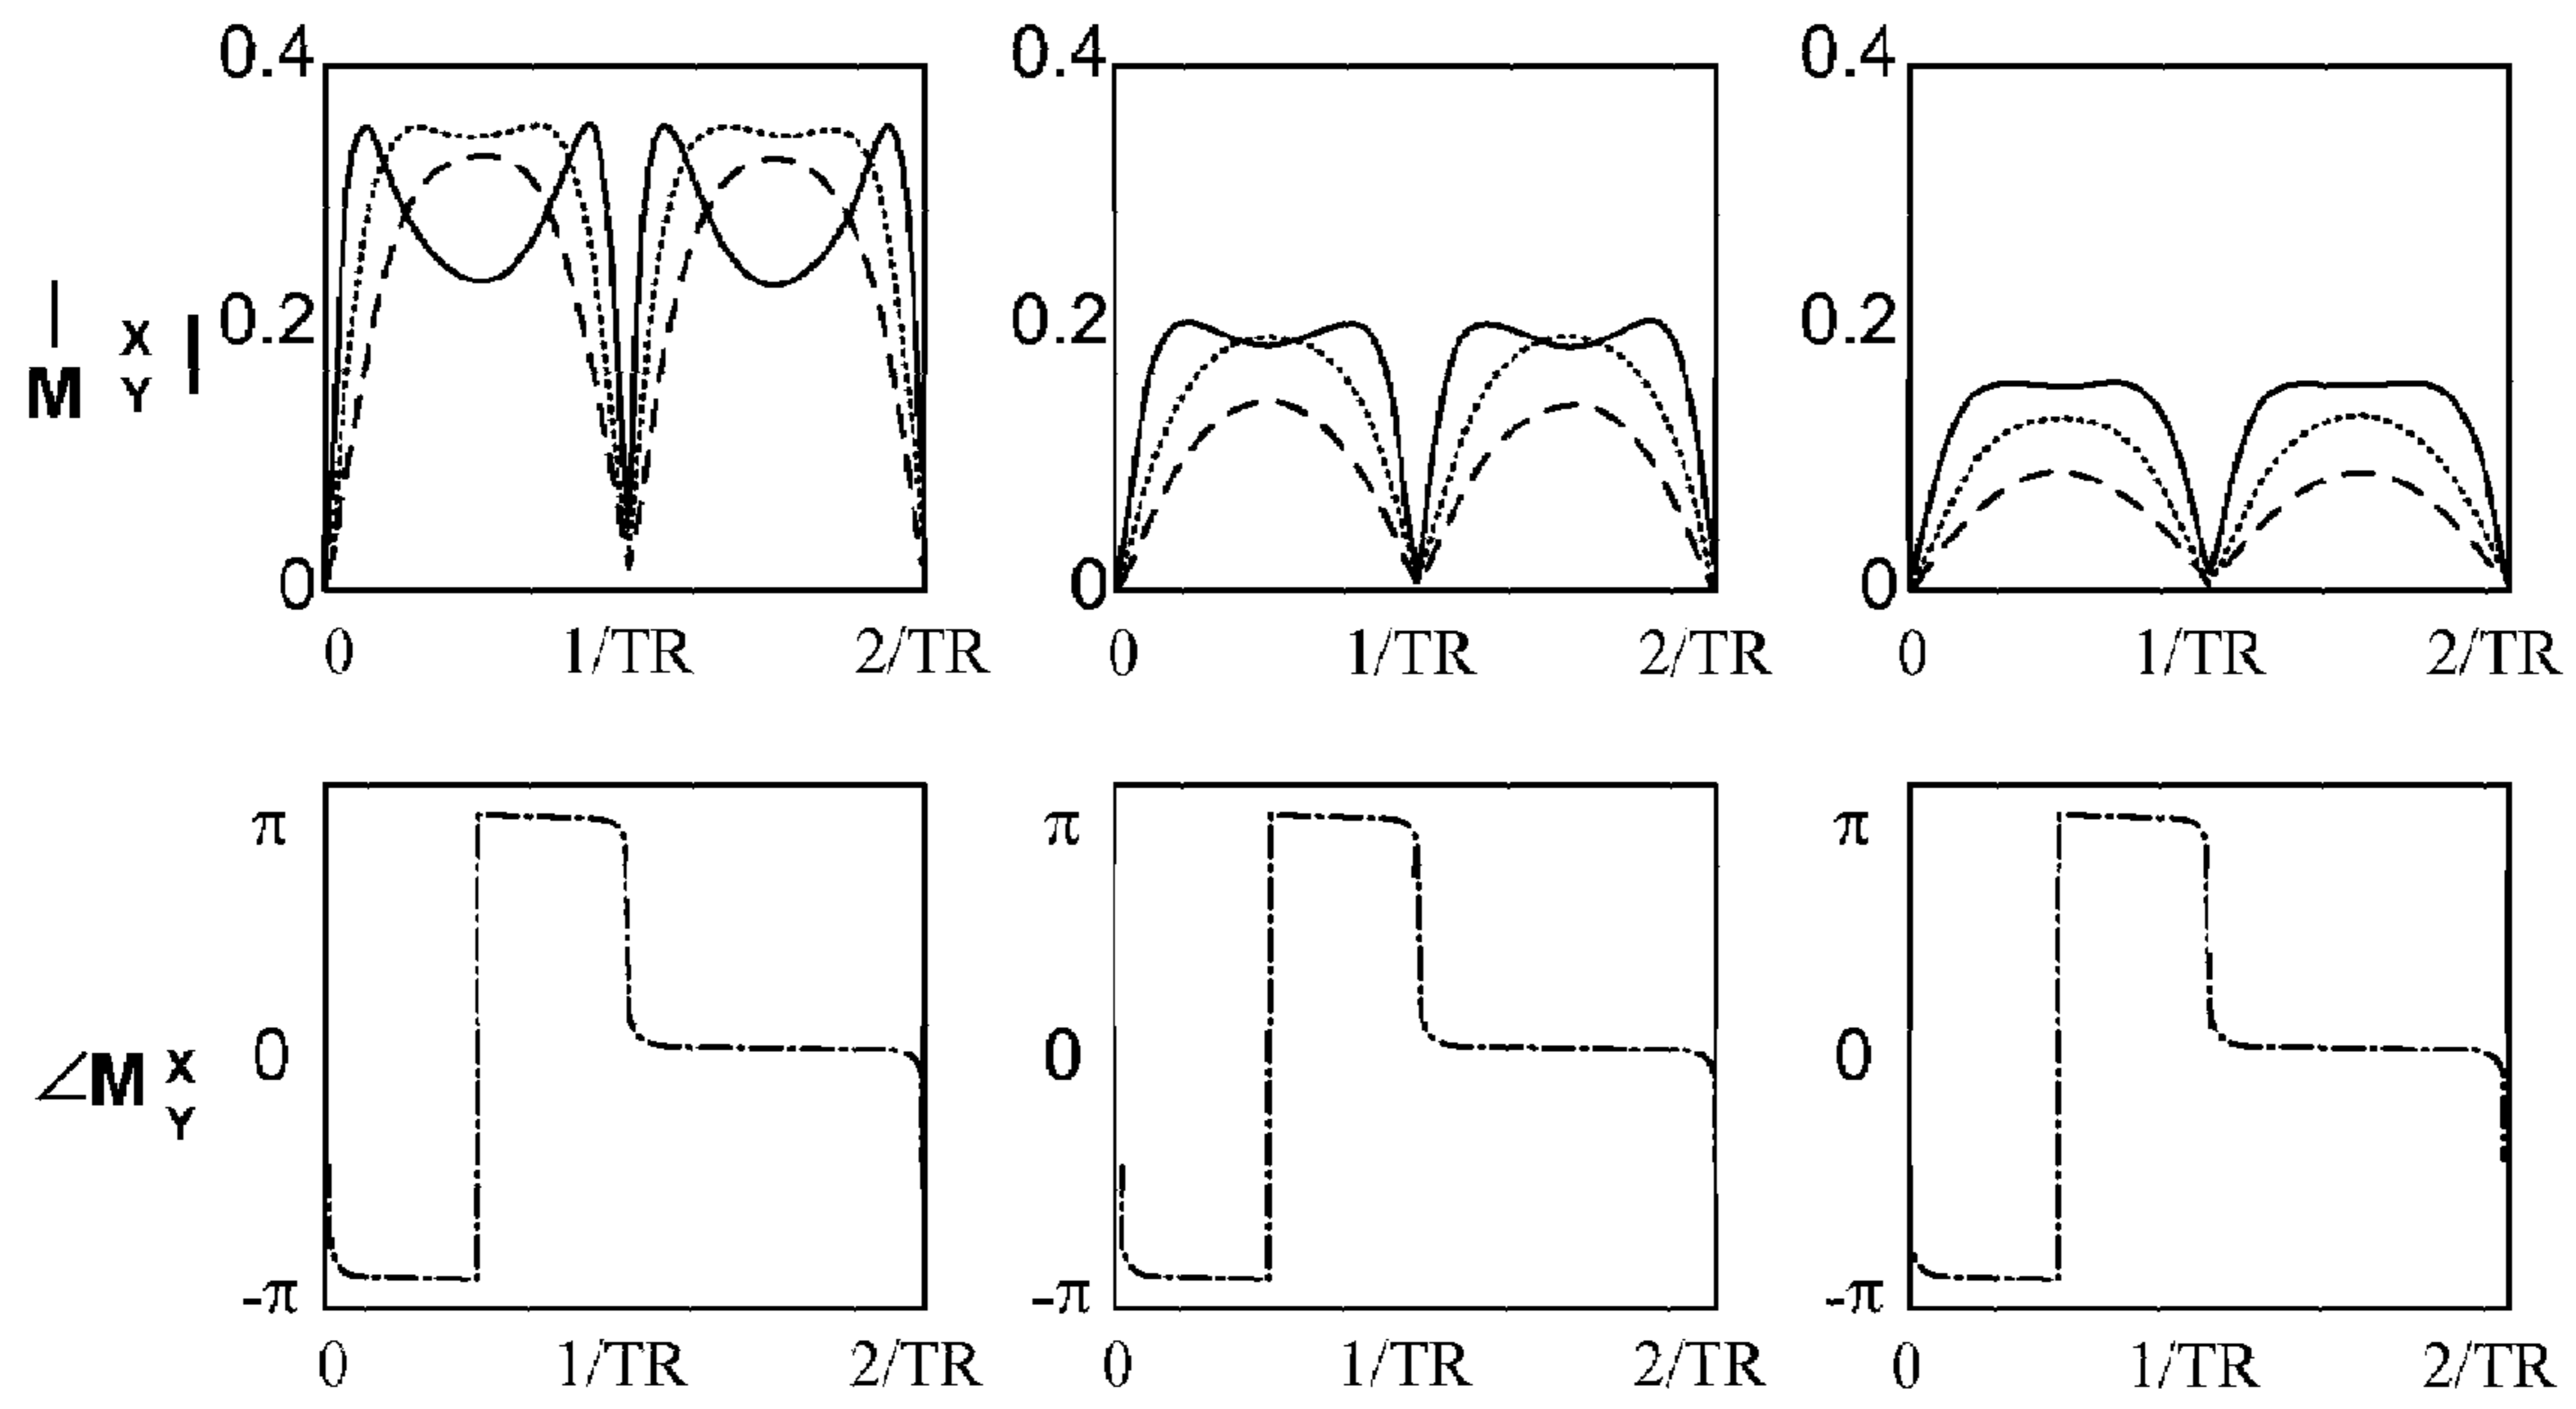 0.4 0.4 0.4
| M X Y | 0.2 0.2 0.2
0 0 0
0 1/TR 2/TR 0 1/TR 2/TR 0 1/TR 2/TR
π π π
∠M X Y 0 0 0
-π -π -π
0 1/TR 2/TR 0 1/TR 2/TR 0 1/TR 2/TR